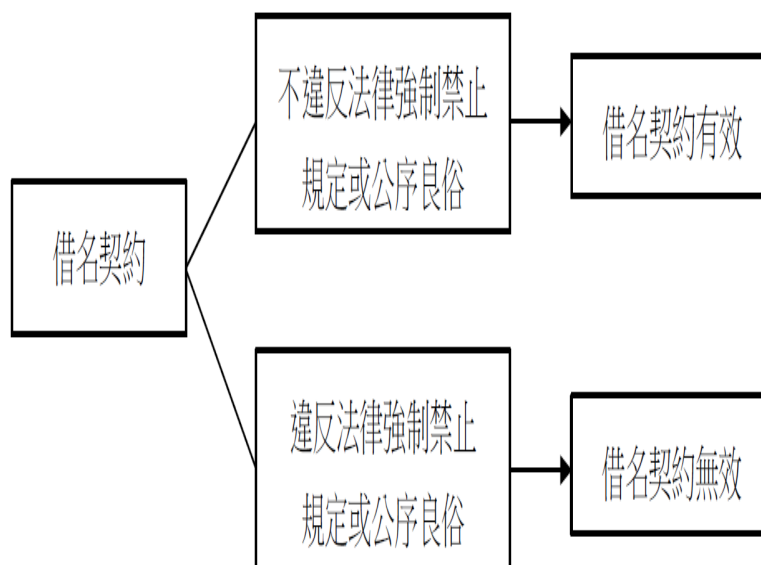 借名契約
不違反法律強制禁止
規定或公序良俗
借名契約有效
違反法律強制禁止
規定或公序良俗
借名契約無效